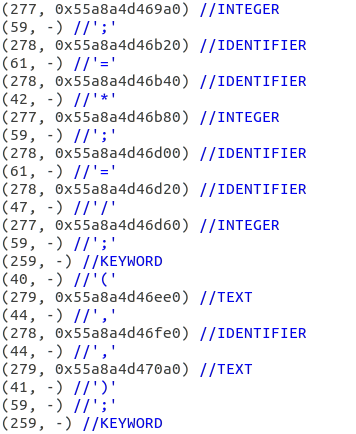 (277, 0x55a8a4d469a0) //INTEGER
(59, -) //';'
(278, 0x55a8a4d46b20) //IDENTIFIER
(61, -) //'='
(278, 0x55a8a4d46b40) //IDENTIFIER
(42, -) //'*'
(277, 0x55a8a4d46b80) //INTEGER
(59, -) //';'
(278, 0x55a8a4d46d00) //IDENTIFIER
(61, -) //'='
(278, 0x55a8a4d46d20) //IDENTIFIER
(47, -) //'/'
(277, 0x55a8a4d46d60) //INTEGER
(59, -) //';'
(259, -) //KEYWORD
(40, -) //'('
(279, 0x55a8a4d46ee0) //TEXT
(44, -) //','
(278, 0x55a8a4d46fe0) //IDENTIFIER
(44, -) //','
(279, 0x55a8a4d470a0) //TEXT
(41, -) //')'
(59, -) //';'
(259, -) //KEYWORD